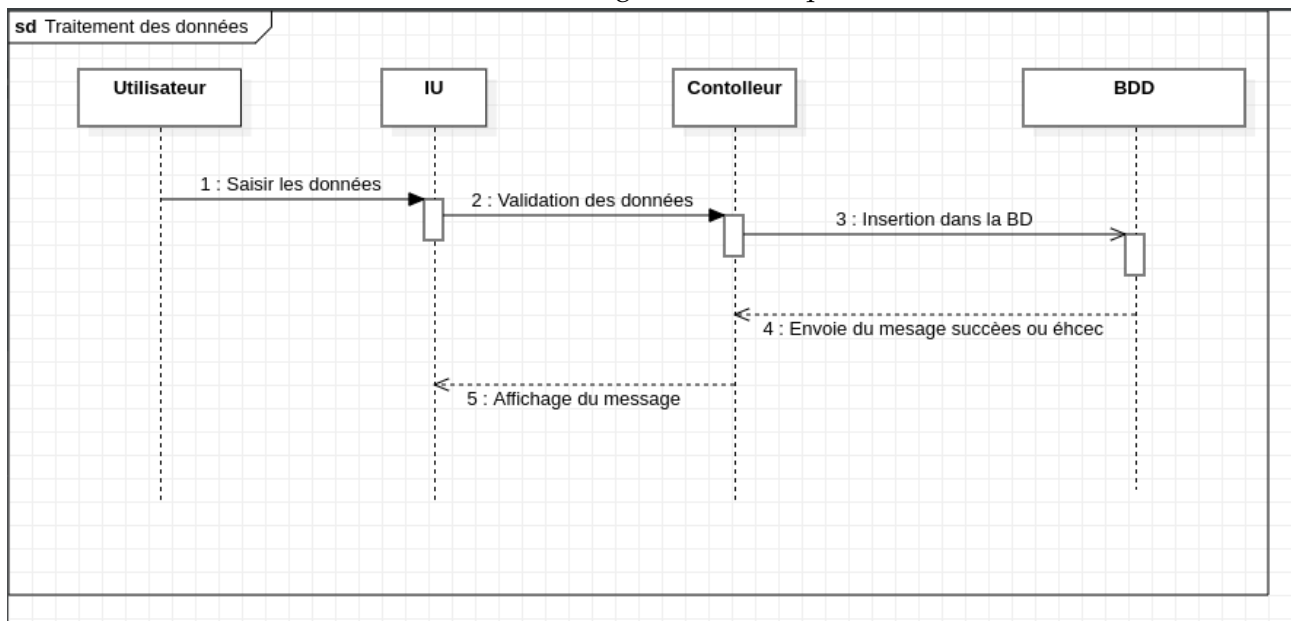 sd Traitement des données
Utilisateur
IU
Contolleur
BDD
1 : Saisir les données
2 : Validation des données
3 : Insertion dans la BD
4 : Envoie du mesage succèes ou éhcec
5 : Affichage du message